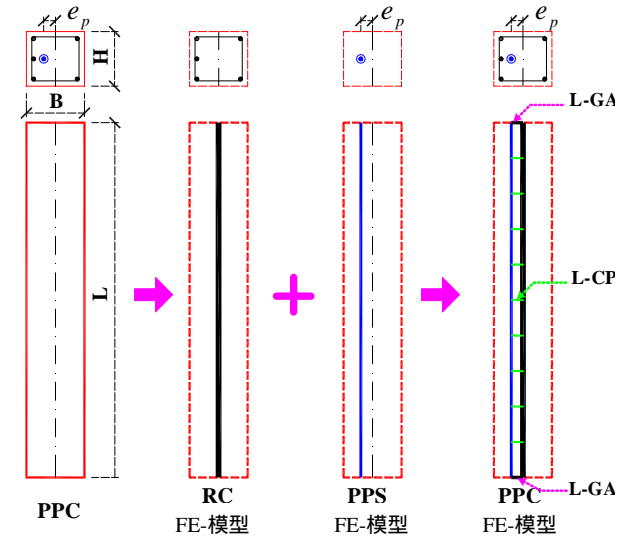 e_p e_p e_p
H
B
L-GA
L
L-CP
PPC
RC PPS PPC L-GA
FE-模型 FE-模型 FE-模型